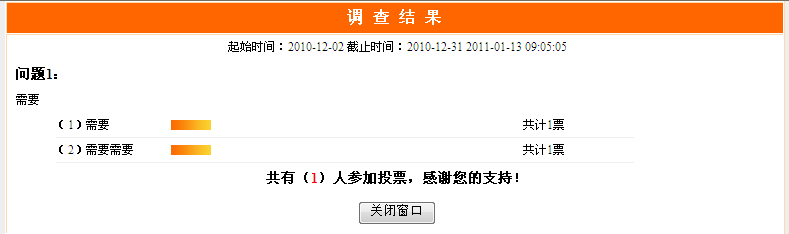 调 查 结 果
起始时间：2010-12-02 截止时间：2010-12-31 2011-01-13 09:05:05
问题1：
需要
（1）需要 共计1票
（2）需要需要 共计1票
共有（1）人参加投票，感谢您的支持！
关闭窗口